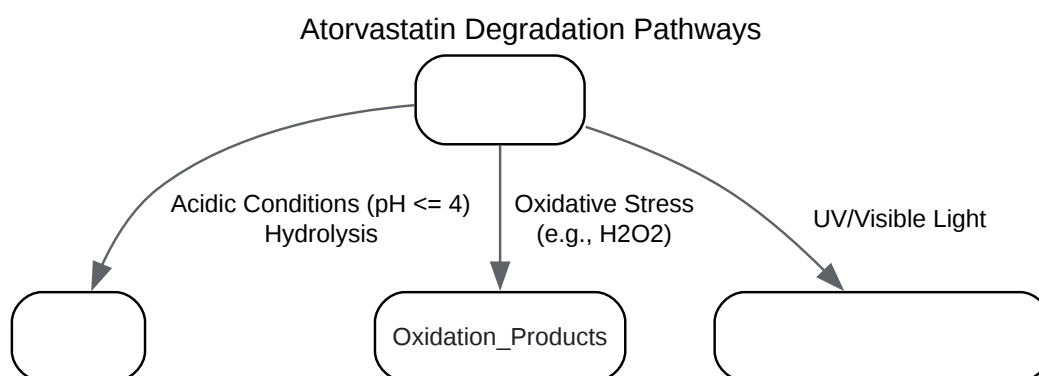 Atorvastatin Degradation Pathways
Acidic Conditions (pH <= 4)
Hydrolysis
Oxidative Stress
(e.g., H2O2)
UV/Visible Light
Oxidation_Products